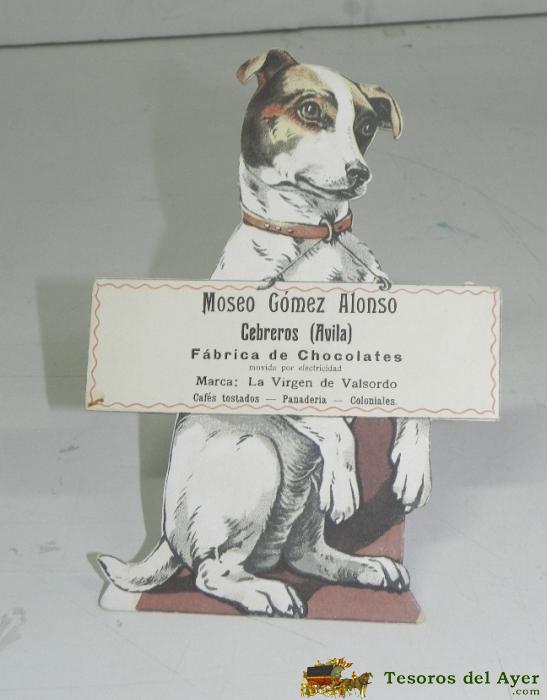 Moseo Gómez Alonso
Cebreros (Avila)
Fábrica de Chocolates
movida por electricidad
Marca: La Virgen de Valsordo
Cafés tostados — Panaderia — Coloniales.
Tesoros del Ayer
.com